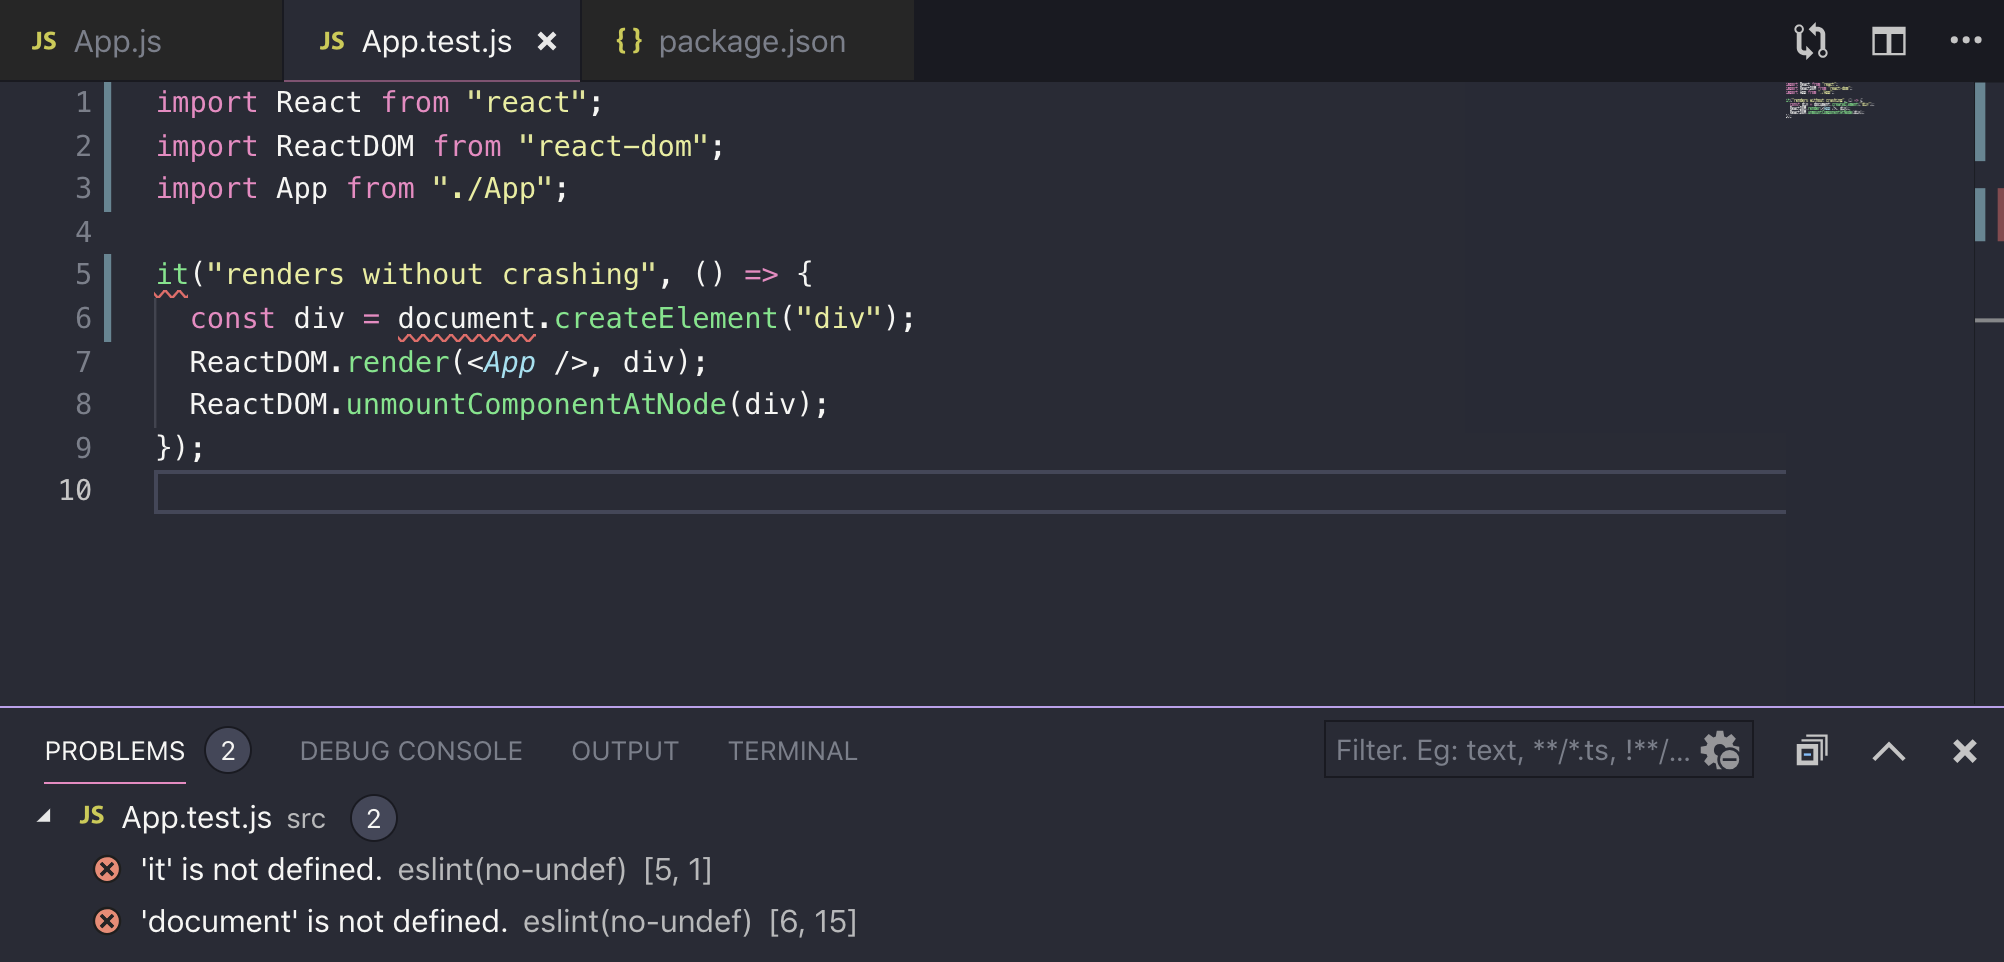 JS App.js JS App.test.js × {} package.json
1 import React from "react";
2 import ReactDOM from "react-dom";
3 import App from "./App";
4
5 it("renders without crashing", () => {
6 const div = document.createElement("div");
7 ReactDOM.render(<App />, div);
8 ReactDOM.unmountComponentAtNode(div);
9 });
10
PROBLEMS 2 DEBUG CONSOLE OUTPUT TERMINAL Filter. Eg: text, **/*.ts, !**/...
JS App.test.js src 2
'it' is not defined. eslint(no-undef) [5, 1]
'document' is not defined. eslint(no-undef) [6, 15]